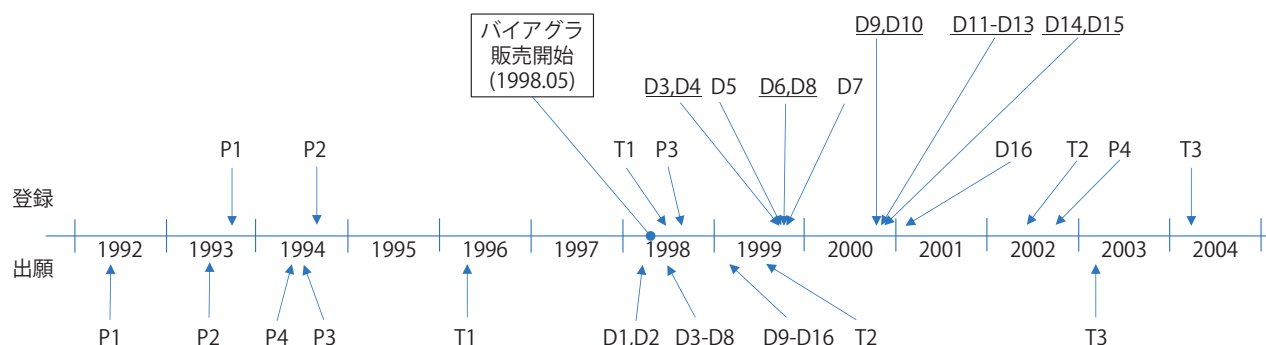 バイアグラ
販売開始
(1998.05)
D9,D10
D11-D13
D14,D15
D3,D4
D5
D6,D8
D7
P1
P2
T1
P3
D16
T2
P4
T3
登録
1992
1993
1994
1995
1996
1997
1998
1999
2000
2001
2002
2003
2004
出願
P1
P2
P4
P3
T1
D1,D2
D3-D8
D9-D16
T2
T3